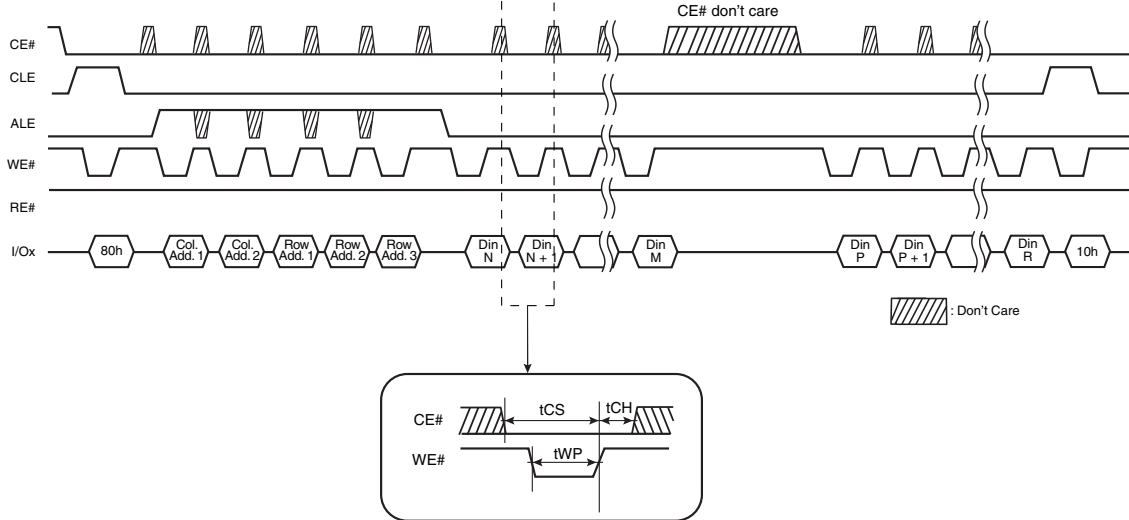 CE# don't care
CE#
CLE
ALE
WE#
RE#
I/Ox
80h
Col.
Add. 1
Col.
Add. 2
Row
Add. 1
Row
Add. 2
Row
Add. 3
Din
N
Din
N + 1
Din
M
Din
P
Din
P + 1
Din
R
10h
: Don't Care
CE#
tCS
tCH
WE#
tWP